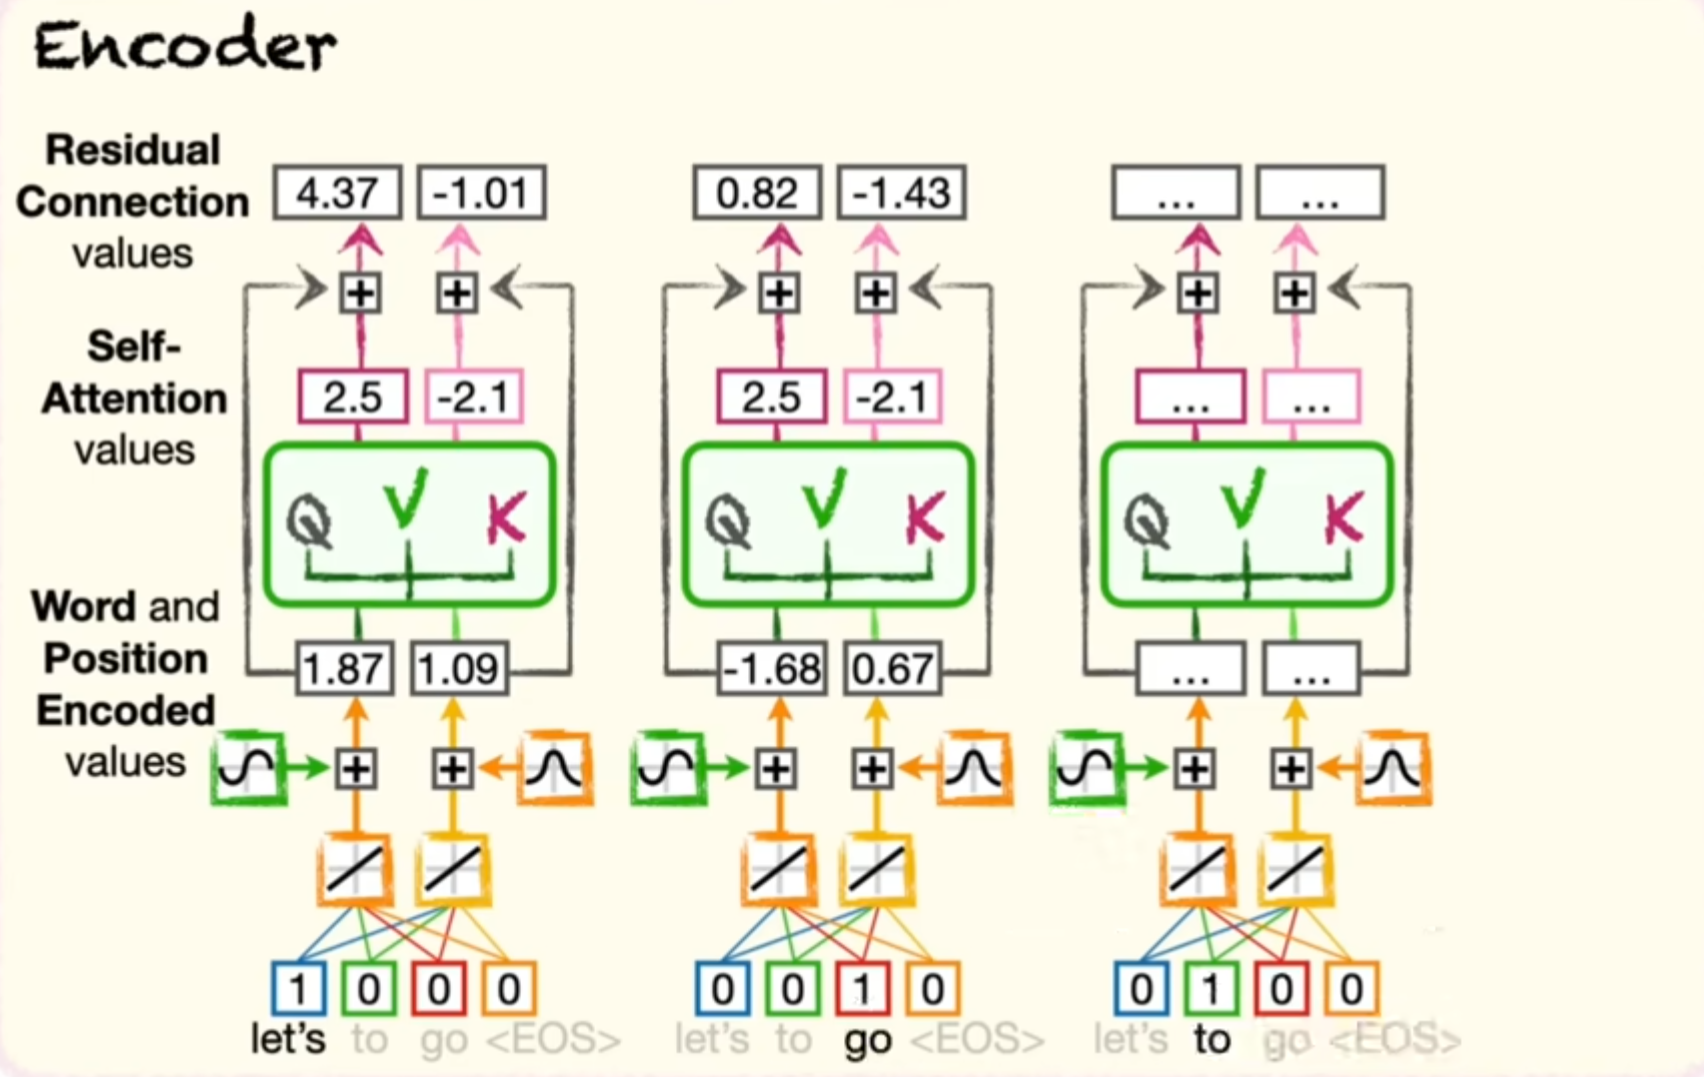 Encoder
Residual
Connection
values
4.37 -1.01 0.82 -1.43 ... ...
+ + + + + +
Self-
Attention
values
2.5 -2.1 2.5 -2.1 ... ...
Q V K Q V K Q V K
Word and
Position
Encoded
values
1.87 1.09 -1.68 0.67 ... ...
+ + + + + +
1 0 0 0 0 0 1 0 0 1 0 0
let's to go <EOS> let's to go <EOS> let's to go <EOS>